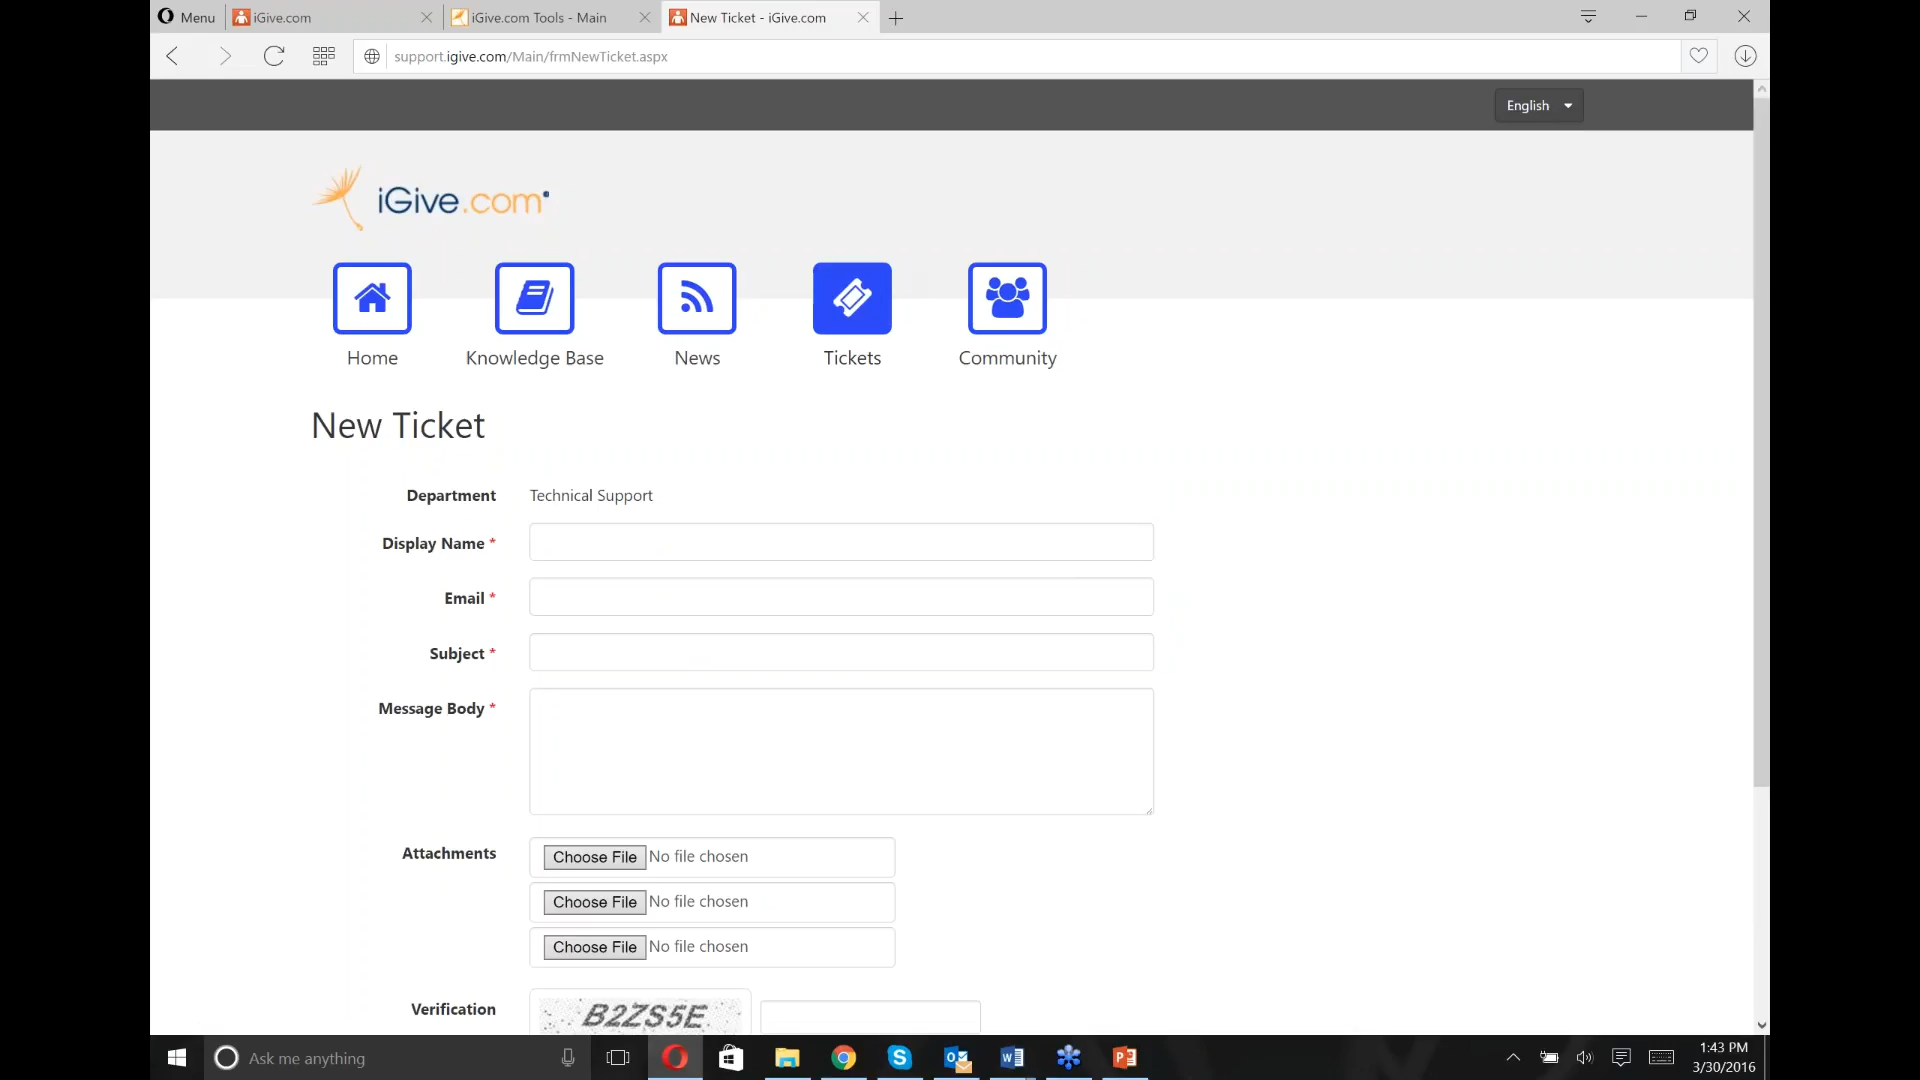 Menu
iGive.com
iGive.com Tools - Main
New Ticket - iGive.com
support.igive.com/Main/frmNewTicket.aspx
English
iGive.com
Home
Knowledge Base
News
Tickets
Community
New Ticket
Department
Technical Support
Display Name *
Email *
Subject *
Message Body *
Attachments
Choose File No file chosen
Choose File No file chosen
Choose File No file chosen
Verification
B2ZS5E
Ask me anything
1:43 PM
3/30/2016